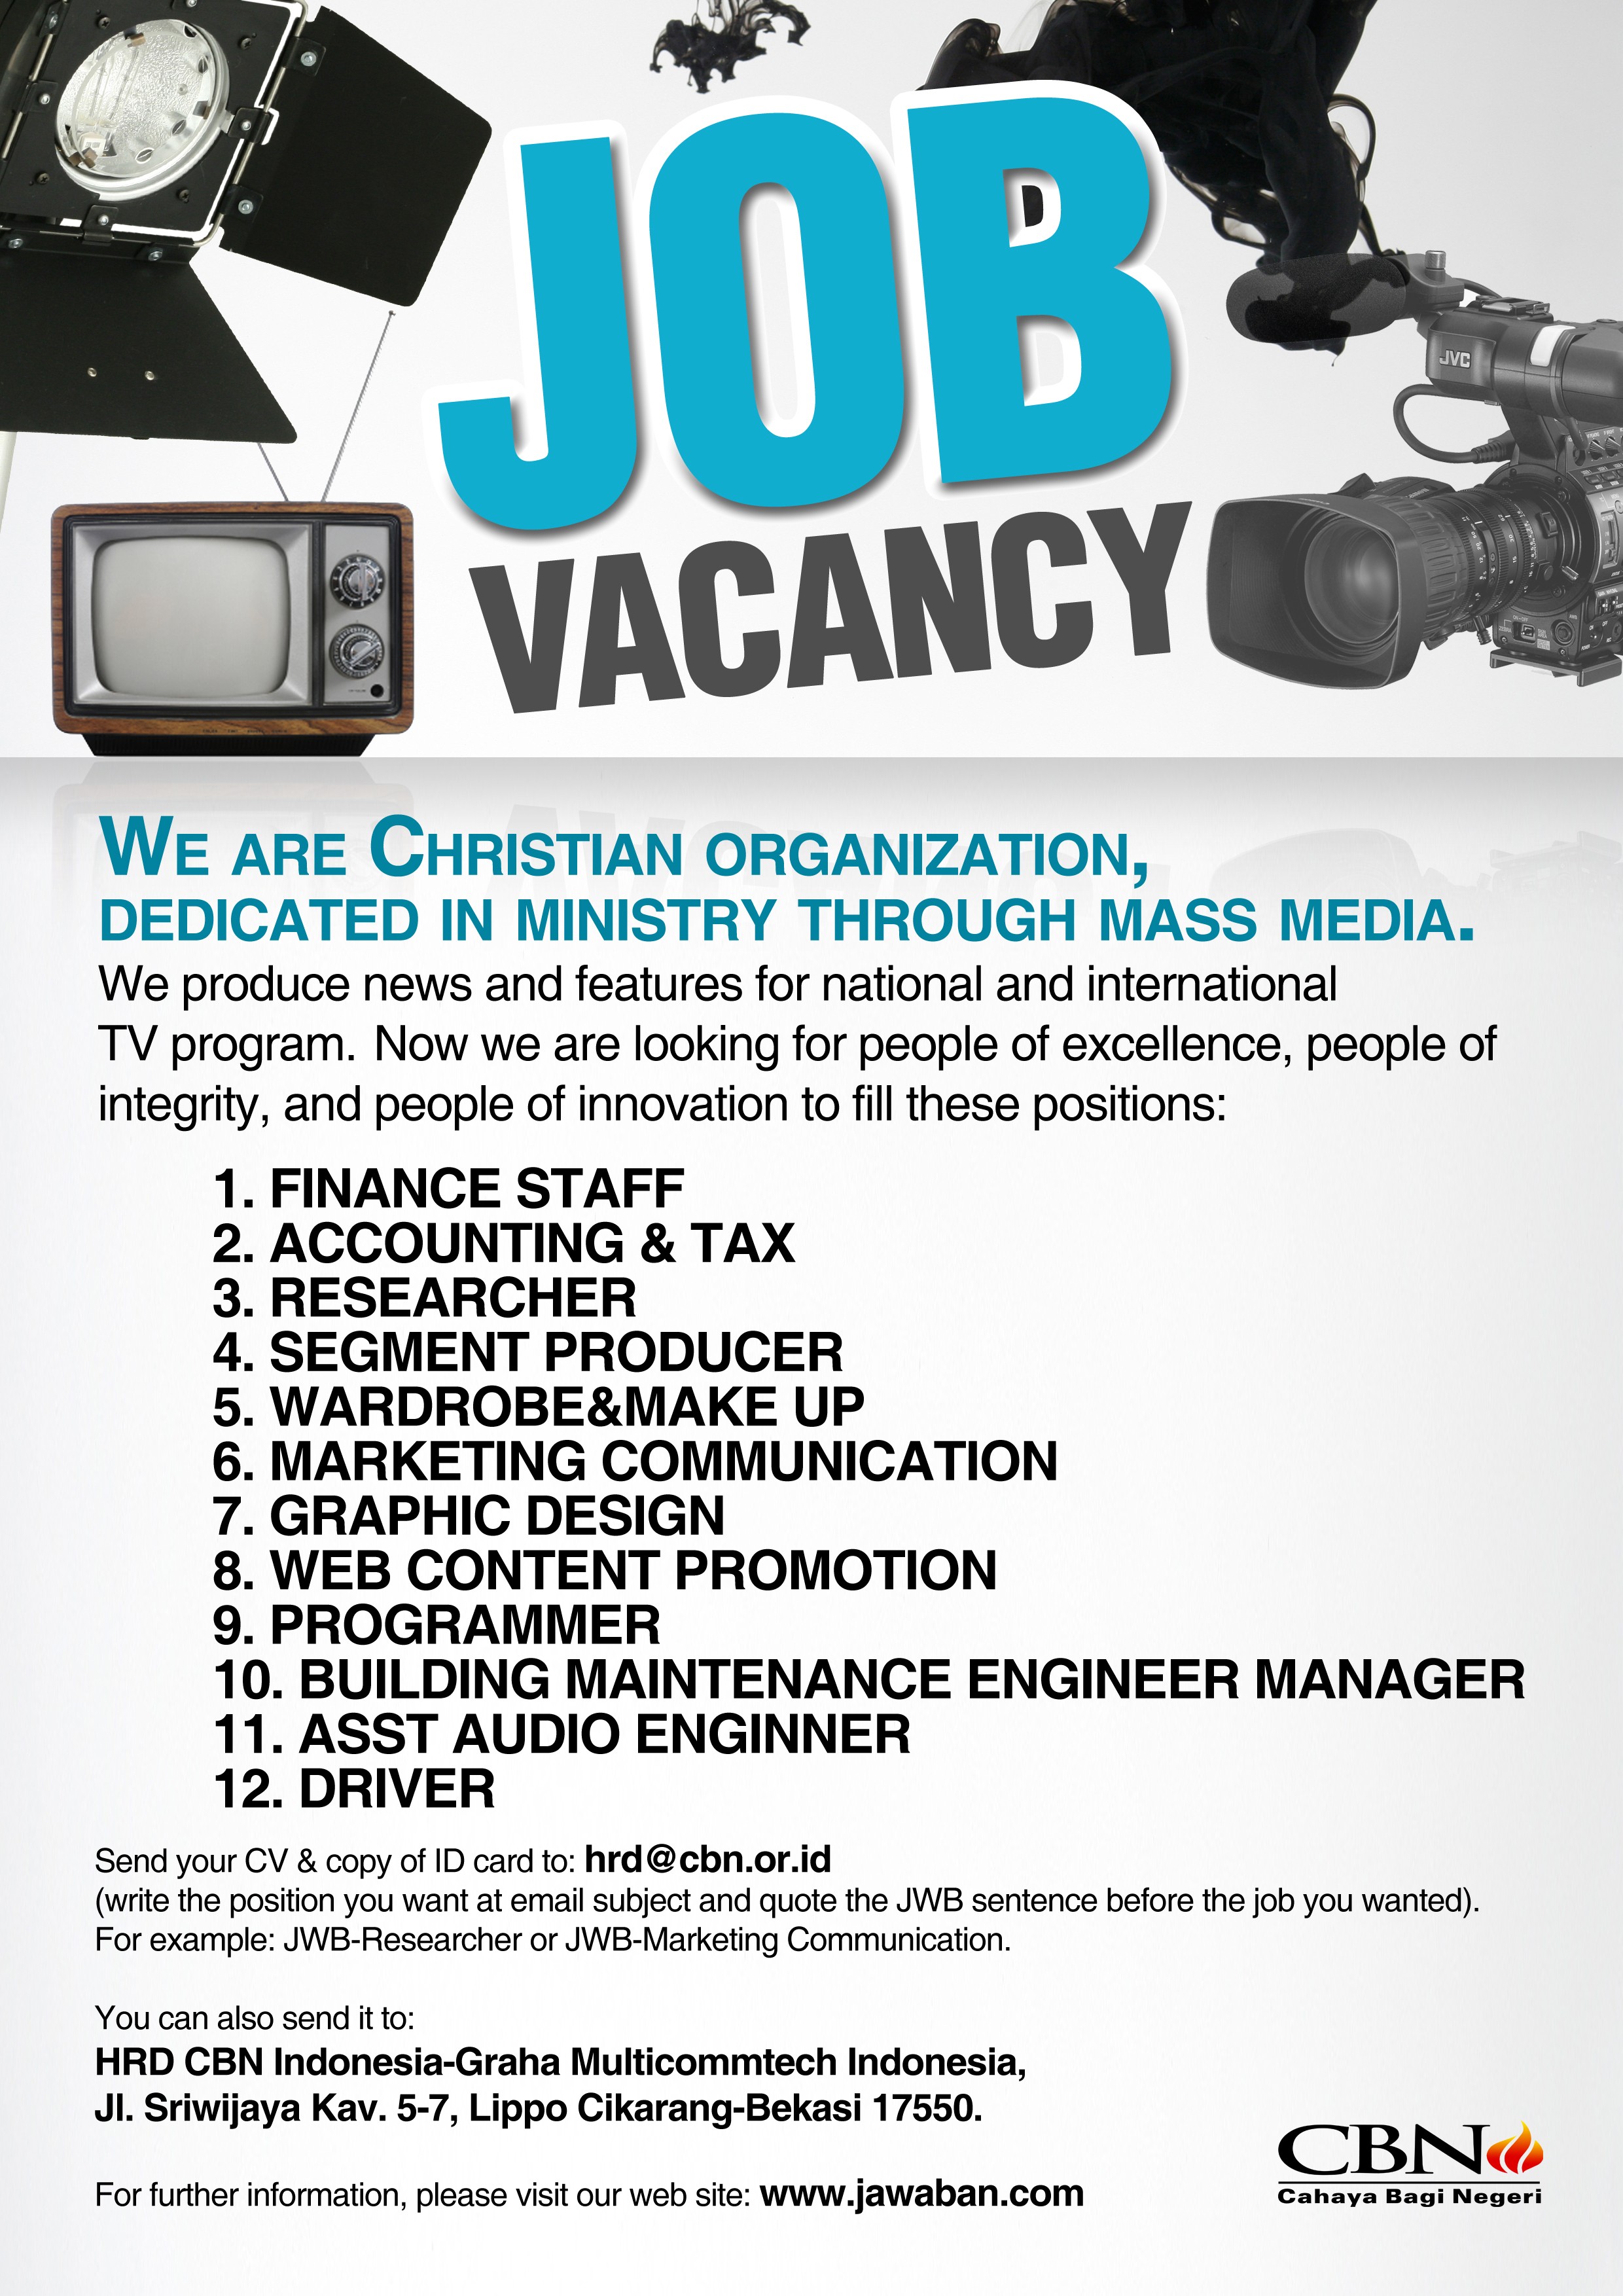 JOB
VACANCY
JVC
WE ARE CHRISTIAN ORGANIZATION,
DEDICATED IN MINISTRY THROUGH MASS MEDIA.
We produce news and features for national and international
TV program. Now we are looking for people of excellence, people of
integrity, and people of innovation to fill these positions:
1. FINANCE STAFF
2. ACCOUNTING & TAX
3. RESEARCHER
4. SEGMENT PRODUCER
5. WARDROBE&MAKE UP
6. MARKETING COMMUNICATION
7. GRAPHIC DESIGN
8. WEB CONTENT PROMOTION
9. PROGRAMMER
10. BUILDING MAINTENANCE ENGINEER MANAGER
11. ASST AUDIO ENGINNER
12. DRIVER
Send your CV & copy of ID card to: hrd@cbn.or.id
(write the position you want at email subject and quote the JWB sentence before the job you wanted).
For example: JWB-Researcher or JWB-Marketing Communication.
You can also send it to:
HRD CBN Indonesia-Graha Multicommtech Indonesia,
Jl. Sriwijaya Kav. 5-7, Lippo Cikarang-Bekasi 17550.
For further information, please visit our web site: www.jawaban.com
CBN
Cahaya Bagi Negeri